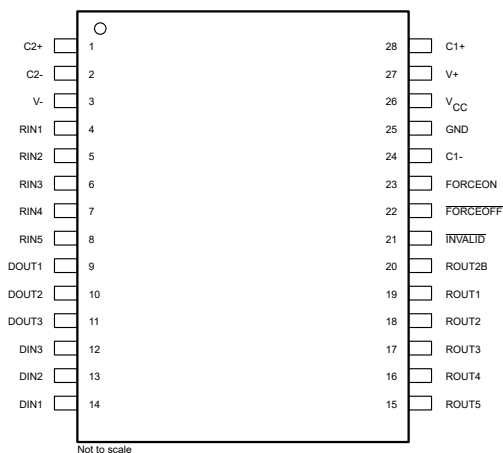 C2+ 1 28 C1+
C2- 2 27 V+
V- 3 26 VCC
RIN1 4 25 GND
RIN2 5 24 C1-
RIN3 6 23 FORCEON
RIN4 7 22 FORCEOFF
RIN5 8 21 INVALID
DOUT1 9 20 ROUT2B
DOUT2 10 19 ROUT1
DOUT3 11 18 ROUT2
DIN3 12 17 ROUT3
DIN2 13 16 ROUT4
DIN1 14 15 ROUT5
Not to scale